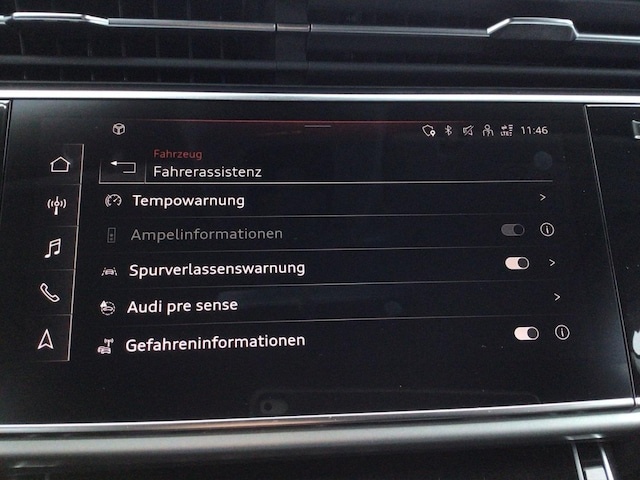 11:46
Fahrzeug
Fahrerassistenz
Tempowarnung
Ampelinformationen
Spurverlassenswarnung
Audi pre sense
Gefahreninformationen